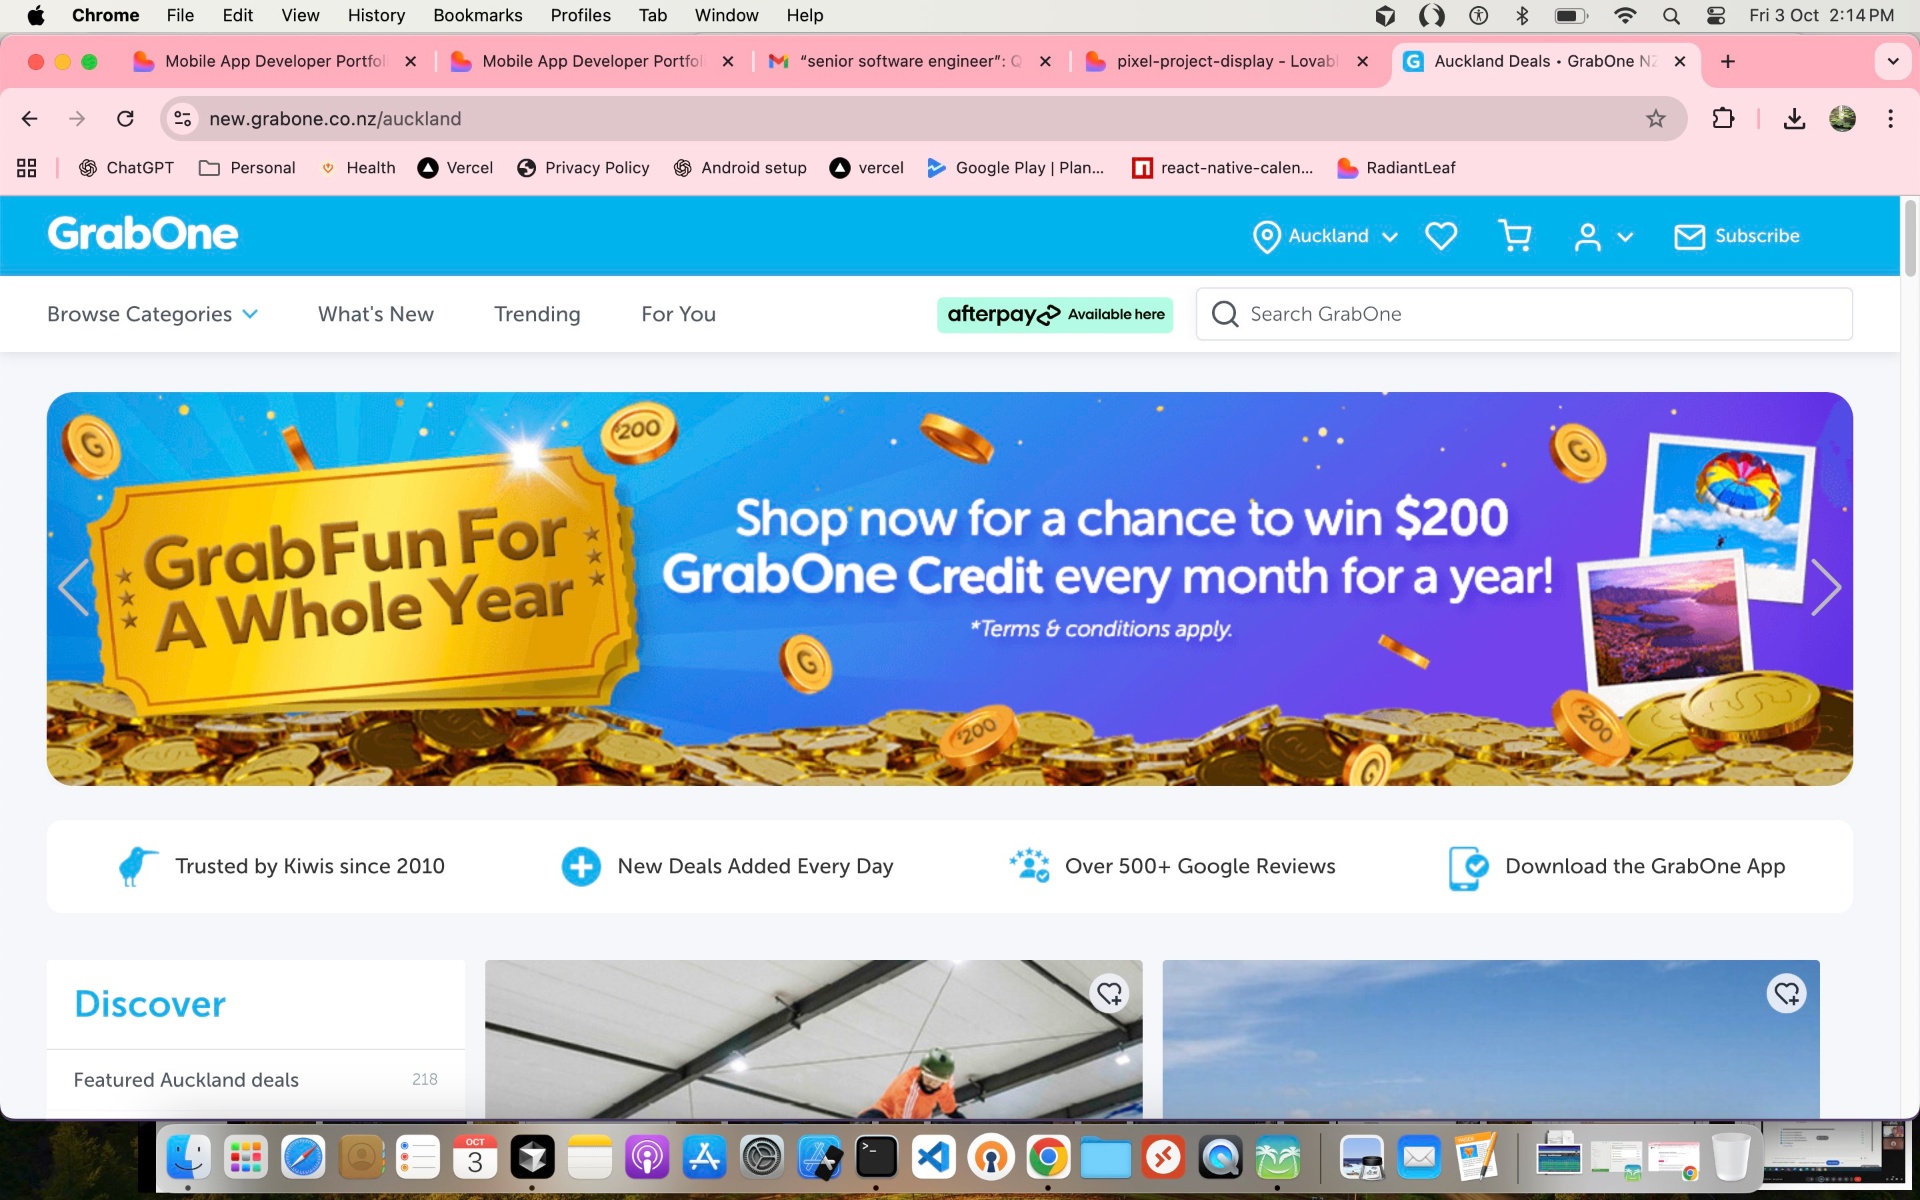 Chrome File Edit View History Bookmarks Profiles Tab Window Help Fri 3 Oct 2:14 PM
Mobile App Developer Portfol Mobile App Developer Portfol "senior software engineer": Q pixel-project-display - Lovabl Auckland Deals • GrabOne NZ
new.grabone.co.nz/auckland
ChatGPT Personal Health Vercel Privacy Policy Android setup vercel Google Play | Plan... react-native-calen... RadiantLeaf
GrabOne Auckland Subscribe
Browse Categories What's New Trending For You afterpay Available here Search GrabOne
GrabFun For
A Whole Year
Shop now for a chance to win $200
GrabOne Credit every month for a year!
*Terms & conditions apply.
G
$200
G
G
$200
G
$200
Trusted by Kiwis since 2010 New Deals Added Every Day Over 500+ Google Reviews Download the GrabOne App
Discover
Featured Auckland deals 218
OCT
3